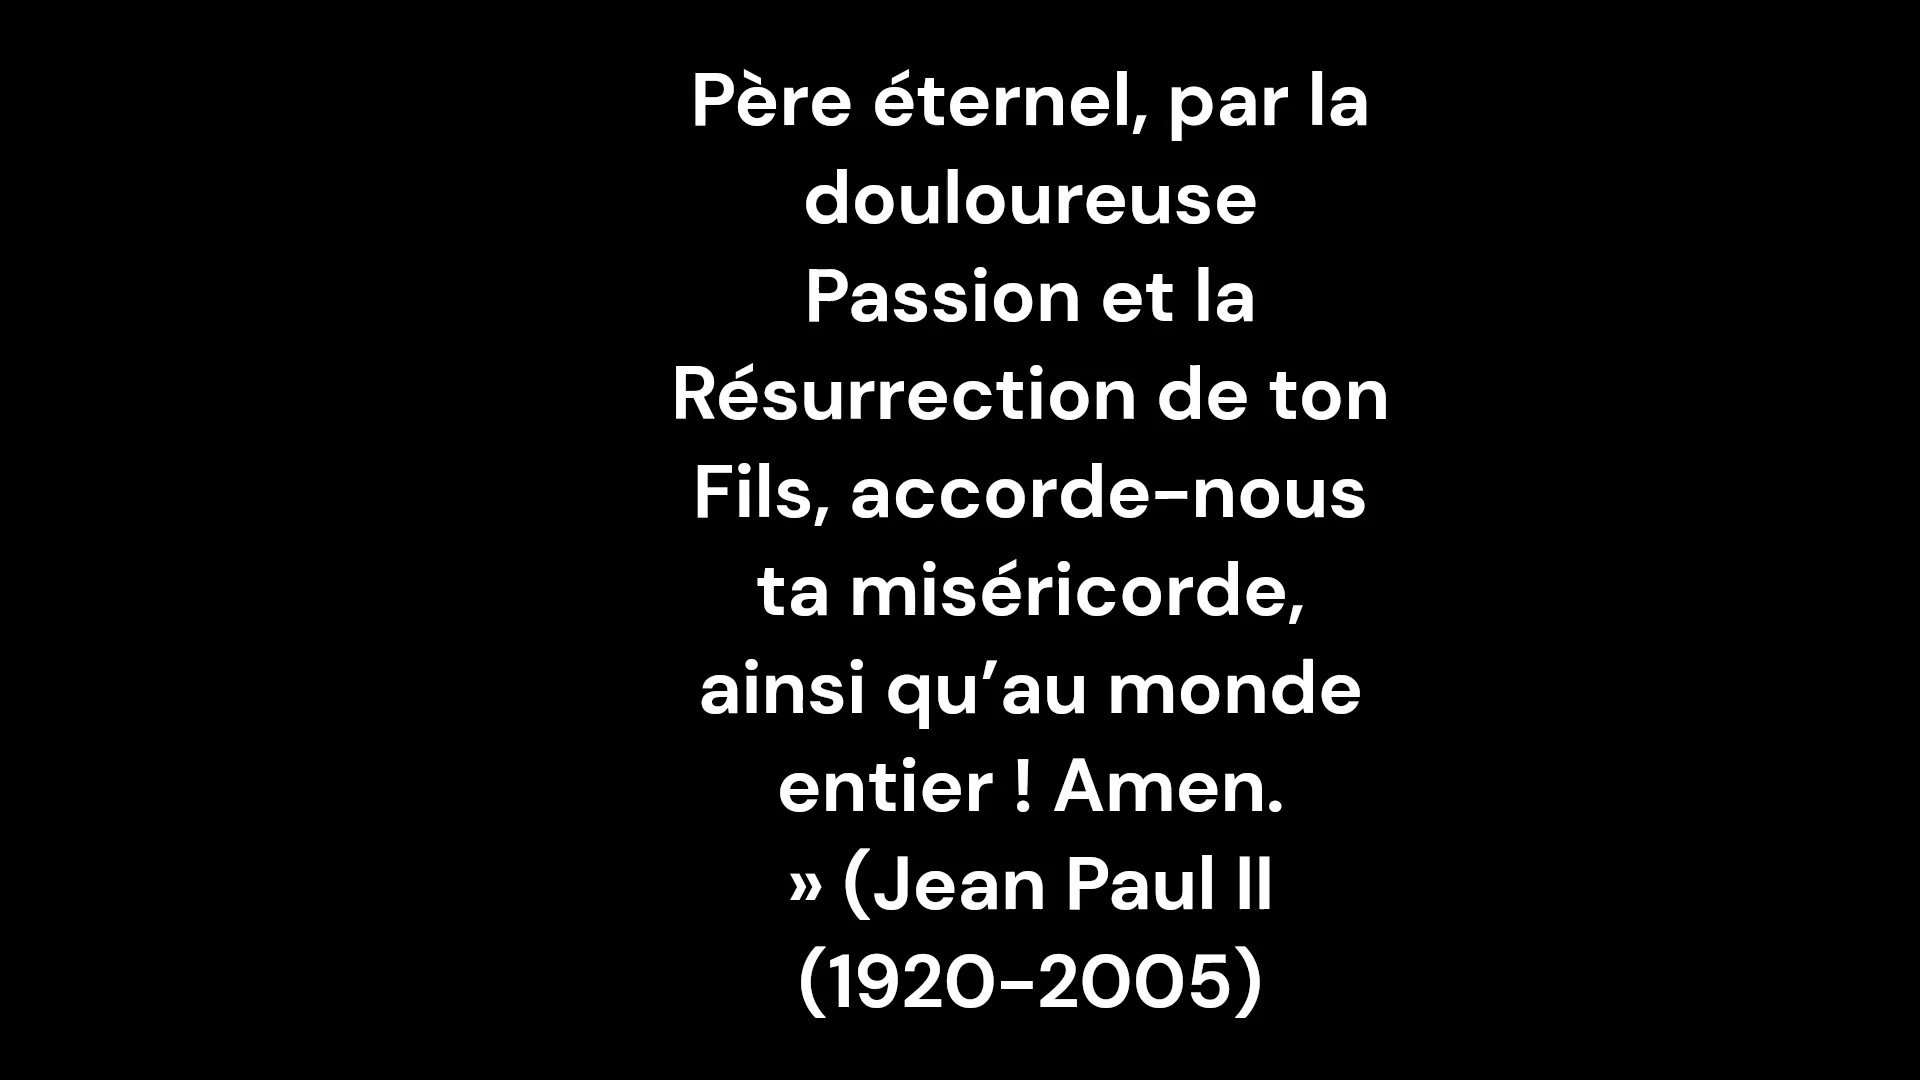 Père éternel, par la
douloureuse
Passion et la
Résurrection de ton
Fils, accorde-nous
ta miséricorde,
ainsi qu’au monde
entier ! Amen.
» (Jean Paul II
(1920-2005)